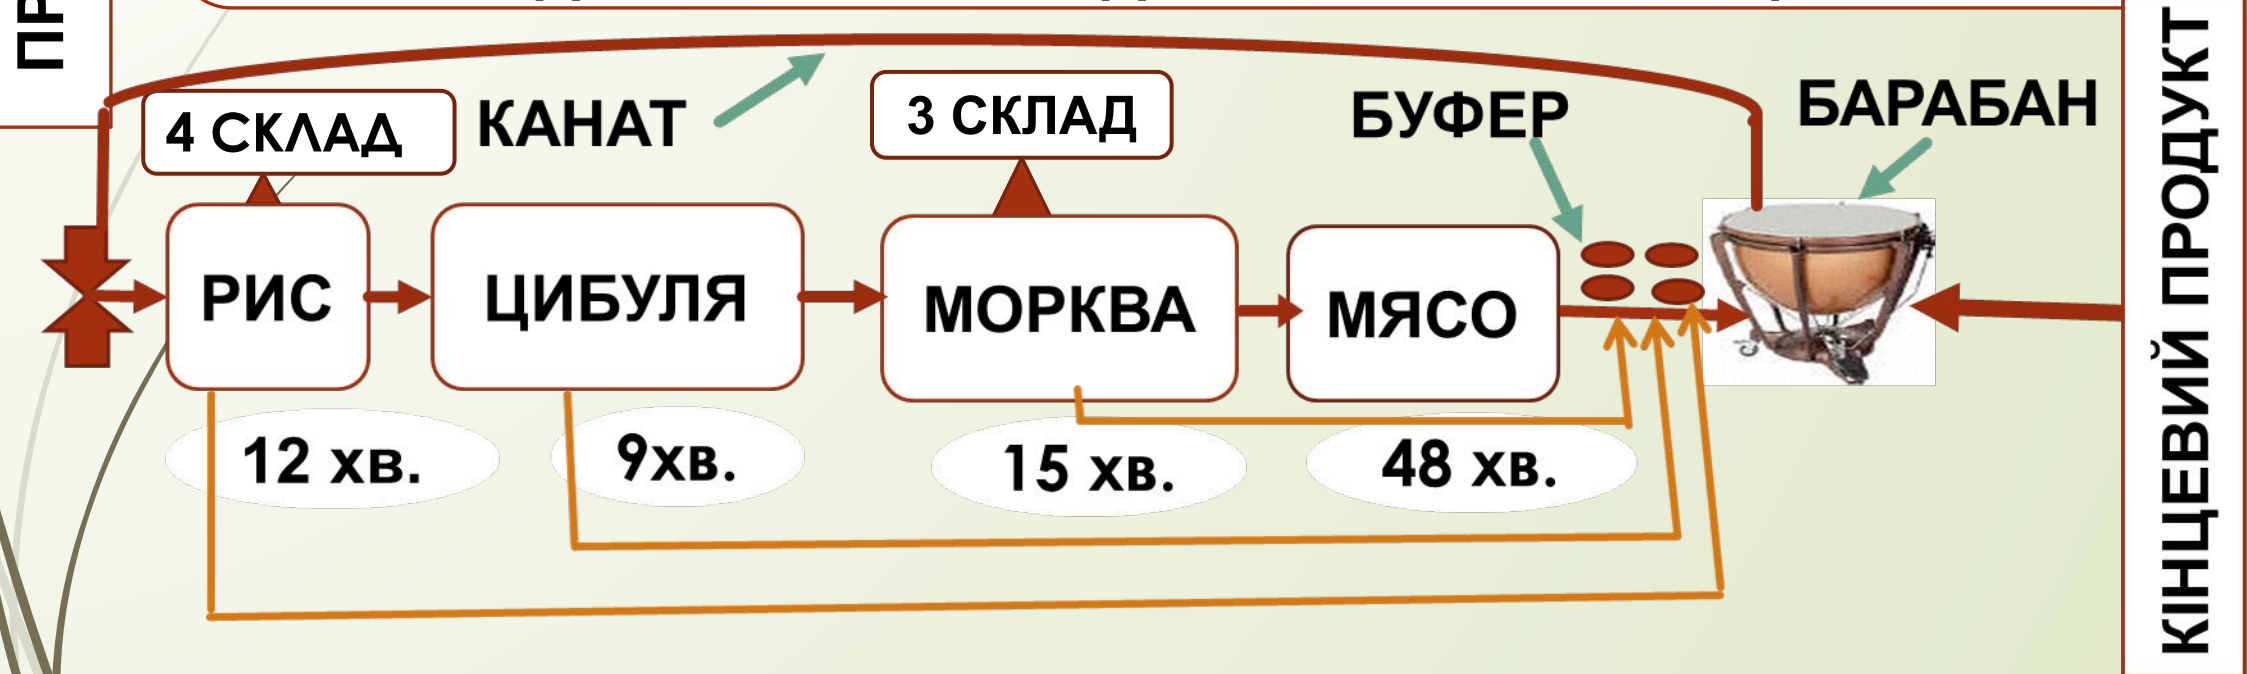 ПР
4 СКЛАД
КАНАТ
3 СКЛАД
БУФЕР
БАРАБАН
РИС
ЦИБУЛЯ
МОРКВА
МЯСО
12 хв.
9хв.
15 хв.
48 хв.
КІНЦЕВИЙ ПРОДУКТ